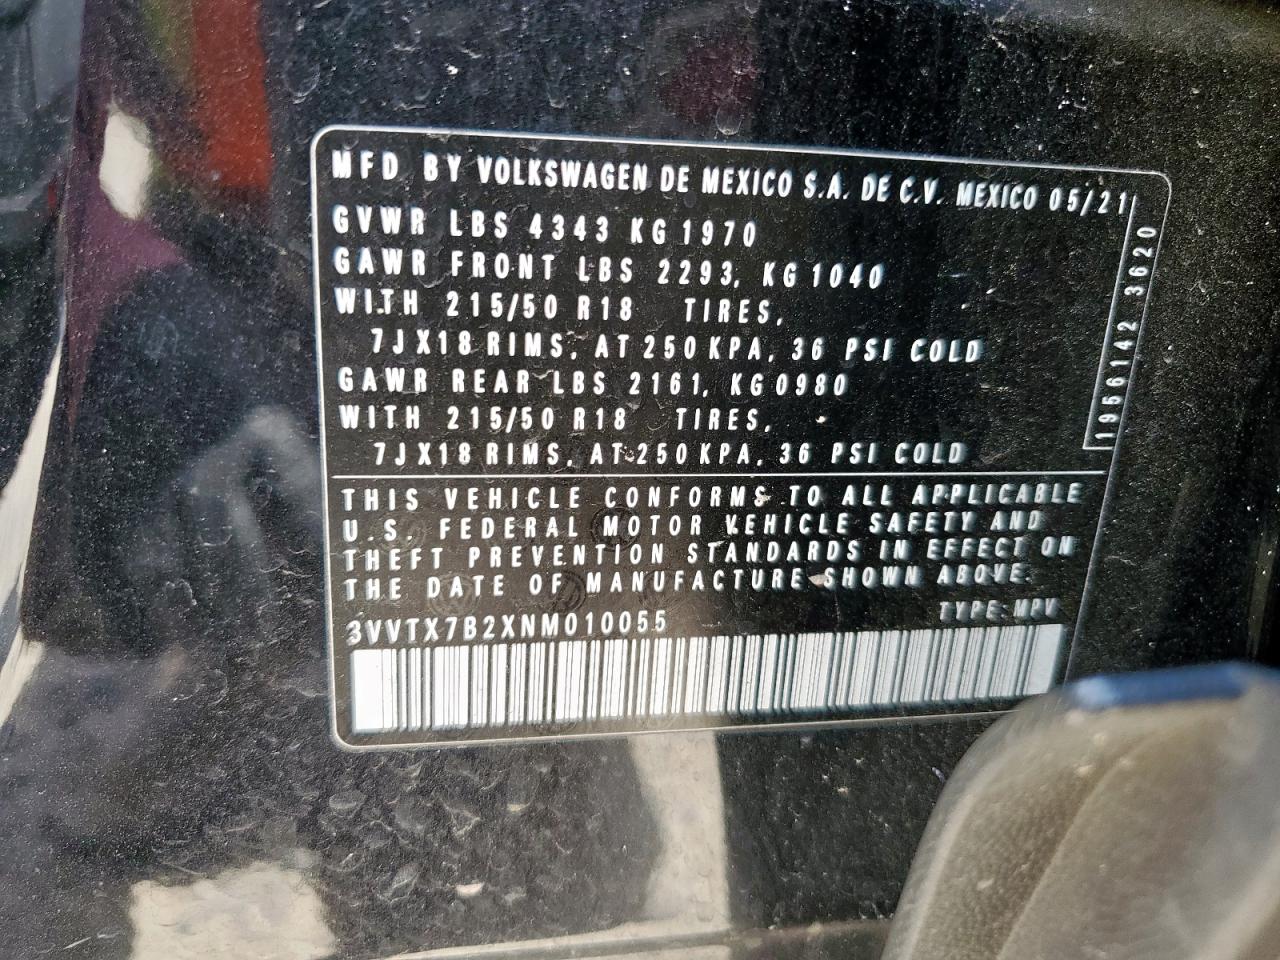 MFD BY VOLKSWAGEN DE MEXICO S.A. DE C.V. MEXICO 05/21
GVWR LBS 4343 KG 1970
GAWR FRONT LBS 2293, KG 1040
WITH 215/50 R18 TIRES,
7JX18 RIMS, AT 250 KPA, 36 PSI COLD
GAWR REAR LBS 2161, KG 0980
WITH 215/50 R18 TIRES,
7JX18 RIMS, AT 250 KPA, 36 PSI COLD
1956142 3620
THIS VEHICLE CONFORMS TO ALL APPLICABLE
U.S. FEDERAL MOTOR VEHICLE SAFETY AND
THEFT PREVENTION STANDARDS IN EFFECT ON
THE DATE OF MANUFACTURE SHOWN ABOVE.
3VVTX7B2XNM010055 TYPE: MPV